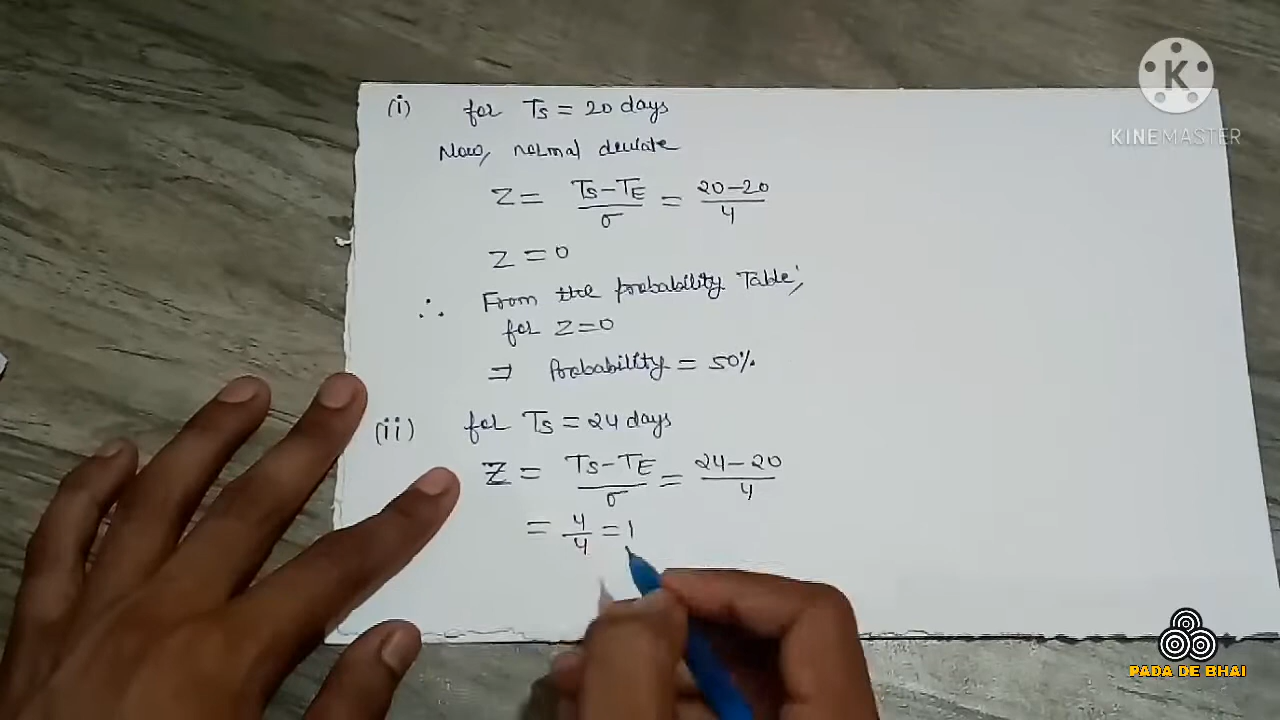 (i) for Ts = 20 days
Now, normal deviate
Z = Ts - TE / σ = 20 - 20 / 4
Z = 0
∴ From the probability Table,
for Z = 0
⇒ Probability = 50%
(ii) for Ts = 24 days
Z = Ts - TE / σ = 24 - 20 / 4
= 4 / 4 = 1
K
KINEMASTER
PADA DE BHAI